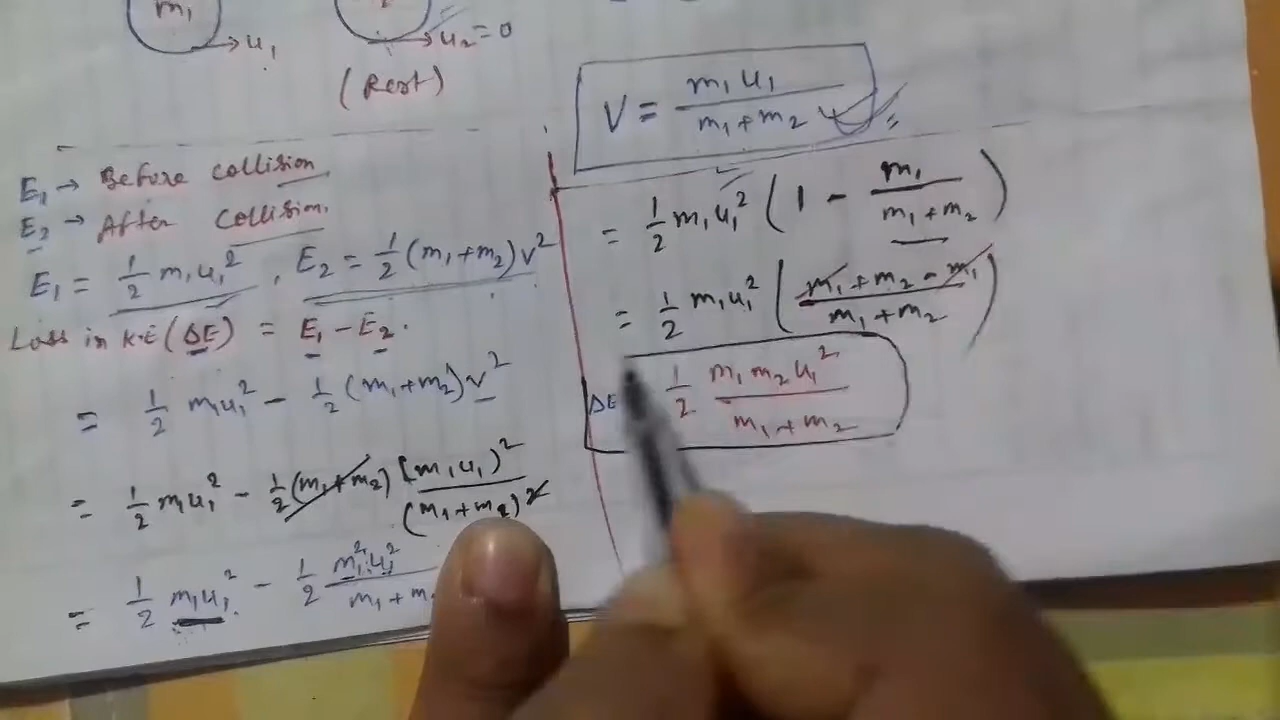 m₁
→u₁
→u₂=0
(Rest)
E₁ → Before collision
E₂ → After collision.
E₁ = 1/2 m₁u₁² , E₂ = 1/2 (m₁+m₂)v²
Loss in K.E (ΔE) = E₁ - E₂.
= 1/2 m₁u₁² - 1/2 (m₁+m₂)v²
= 1/2 m₁u₁² - 1/2 (m₁+m₂) (m₁u₁)²/(m₁+m₂)²
= 1/2 m₁u₁² - 1/2 m₁²u₁²/m₁+m
V = m₁u₁/m₁+m₂
= 1/2 m₁u₁² (1 - m₁/m₁+m₂)
= 1/2 m₁u₁² (m₁+m₂-m₁/m₁+m₂)
ΔE 1/2 m₁m₂u₁²/m₁+m₂